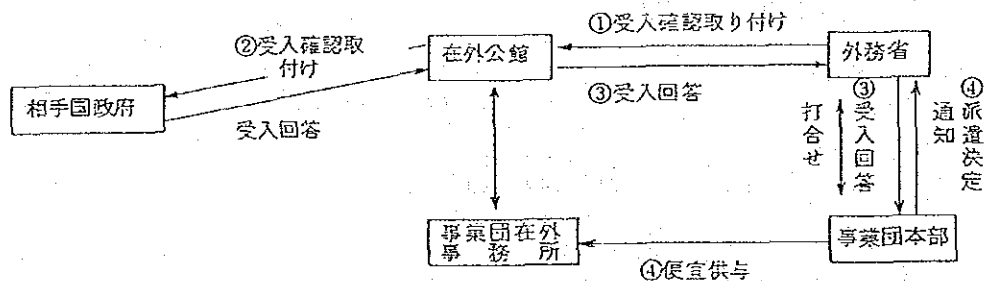 ①受入確認取り付け
②受入確認取
付け
在外公館
外務省
相手国政府
③受入回答
受入回答
打合せ
③受入回答
④派遣決定
通知
事業団在外
事務所
事業団本部
④便宜供与